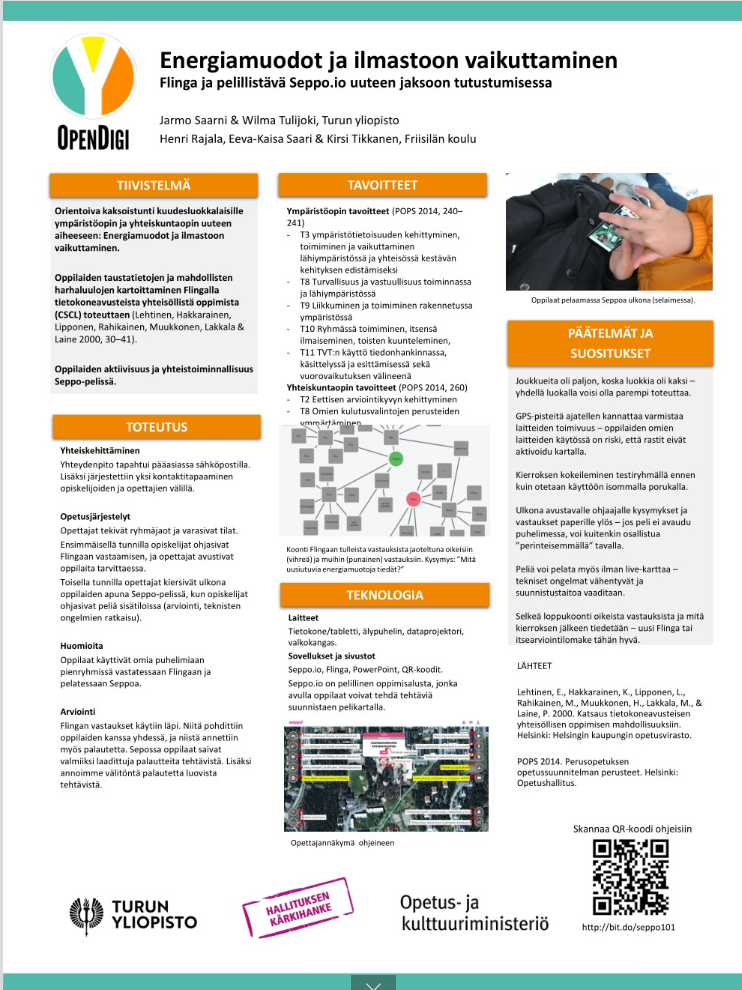 OPENDIGI
Energiamuodot ja ilmastoon vaikuttaminen
Flinga ja pelillistävä Seppo.io uuteen jaksoon tutustumisessa
Jarmo Saarni & Wilma Tulijoki, Turun yliopisto
Henri Rajala, Eeva-Kaisa Saari & Kirsi Tikkanen, Friisilän koulu
TIIVISTELMÄ
Orientoiva kaksoistunti kuudesluokkalaisille
ympäristöopin ja yhteiskuntaopin uuteen
aiheeseen: Energiamuodot ja ilmastoon
vaikuttaminen.
Oppilaiden taustatietojen ja mahdollisten
harhaluulojen kartoittaminen Flingalla
tietokoneavusteista yhteisöllistä oppimista
(CSCL) toteuttaen (Lehtinen, Hakkarainen,
Lipponen, Rahikainen, Muukkonen, Lakkala &
Laine 2000, 30–41).
Oppilaiden aktiivisuus ja yhteistoiminnallisuus
Seppo-pelissä.
TOTEUTUS
Yhteiskehittäminen
Yhteydenpito tapahtui pääasiassa sähköpostilla.
Lisäksi järjestettiin yksi kontaktitapaaminen
opiskelijoiden ja opettajien välillä.
Opetusjärjestelyt
Opettajat tekivät ryhmäjaot ja varasivat tilat.
Ensimmäisellä tunnilla opiskelijat ohjasivat
Flingaan vastaamisen, ja opettajat avustivat
oppilaita tarvittaessa.
Toisella tunnilla opettajat kiersivät ulkona
oppilaiden apuna Seppo-pelissä, kun opiskelijat
ohjasivat peliä sisätiloissa (arviointi, teknisten
ongelmien ratkaisu).
Huomioita
Oppilaat käyttivät omia puhelimiaan
pienryhmissä vastatessaan Flingaan ja
pelatessaan Seppoa.
Arviointi
Flingan vastaukset käytiin läpi. Niitä pohdittiin
oppilaiden kanssa yhdessä, ja niistä annettiin
myös palautetta. Sepossa oppilaat saivat
valmiiksi laadittuja palautteita tehtävistä. Lisäksi
annoimme välitöntä palautetta luovista
tehtävistä.
TAVOITTEET
Ympäristöopin tavoitteet (POPS 2014, 240–
241)
- T3 ympäristötietoisuuden kehittyminen,
toimiminen ja vaikuttaminen
lähiympäristössä ja yhteisössä kestävän
kehityksen edistämiseksi
- T8 Turvallisuus ja vastuullisuus toiminnassa
ja lähiympäristössä
- T9 Liikkuminen ja toimiminen rakennetussa
ympäristössä
- T10 Ryhmässä toimiminen, itsensä
ilmaiseminen, toisten kuunteleminen,
- T11 TVT:n käyttö tiedonhankinnassa,
käsittelyssä ja esittämisessä sekä
vuorovaikutuksen välineenä
Yhteiskuntaopin tavoitteet (POPS 2014, 260)
- T2 Eettisen arviointikyvyn kehittyminen
- T8 Omien kulutusvalintojen perusteiden
ymmärtäminen
Koonti Flingaan tulleista vastauksista jaoteltuna oikeisiin
(vihreä) ja muihin (punainen) vastauksiin. Kysymys: "Mitä
uusiutuvia energiamuotoja tiedät?"
TEKNOLOGIA
Laitteet
Tietokone/tabletti, älypuhelin, dataprojektori,
valkokangas.
Sovellukset ja sivustot
Seppo.io, Flinga, PowerPoint, QR-koodit.
Seppo.io on pelillinen oppimisalusta, jonka
avulla oppilaat voivat tehdä tehtäviä
suunnistaen pelikartalla.
seppo!
Opettajannäkymä ohjeineen
Oppilaat pelaamassa Seppoa ulkona (selaimessa).
PÄÄTELMÄT JA
SUOSITUKSET
Joukkueita oli paljon, koska luokkia oli kaksi –
yhdellä luokalla voisi olla parempi toteuttaa.
GPS-pisteitä ajatellen kannattaa varmistaa
laitteiden toimivuus – oppilaiden omien
laitteiden käytössä on riski, että rastit eivät
aktivoidu kartalla.
Kierroksen kokeileminen testiryhmällä ennen
kuin otetaan käyttöön isommalla porukalla.
Ulkona avustavalle ohjaajalle kysymykset ja
vastaukset paperille ylös – jos peli ei avaudu
puhelimessa, voi kuitenkin osallistua
"perinteisemmällä" tavalla.
Peliä voi pelata myös ilman live-karttaa –
tekniset ongelmat vähentyvät ja
suunnistustaitoa vaaditaan.
Selkeä loppukoonti oikeista vastauksista ja mitä
kierroksen jälkeen tiedetään – uusi Flinga tai
itsearviointilomake tähän hyvä.
LÄHTEET
Lehtinen, E., Hakkarainen, K., Lipponen, L.,
Rahikainen, M., Muukkonen, H., Lakkala, M., &
Laine, P. 2000. Katsaus tietokoneavusteisen
yhteisöllisen oppimisen mahdollisuuksiin.
Helsinki: Helsingin kaupungin opetusvirasto.
POPS 2014. Perusopetuksen
opetussuunnitelman perusteet. Helsinki:
Opetushallitus.
Skannaa QR-koodi ohjeisiin
http://bit.do/seppo101
TURUN
YLIOPISTO
HALLITUKSEN
KÄRKIHANKE
Opetus- ja
kulttuuriministeriö